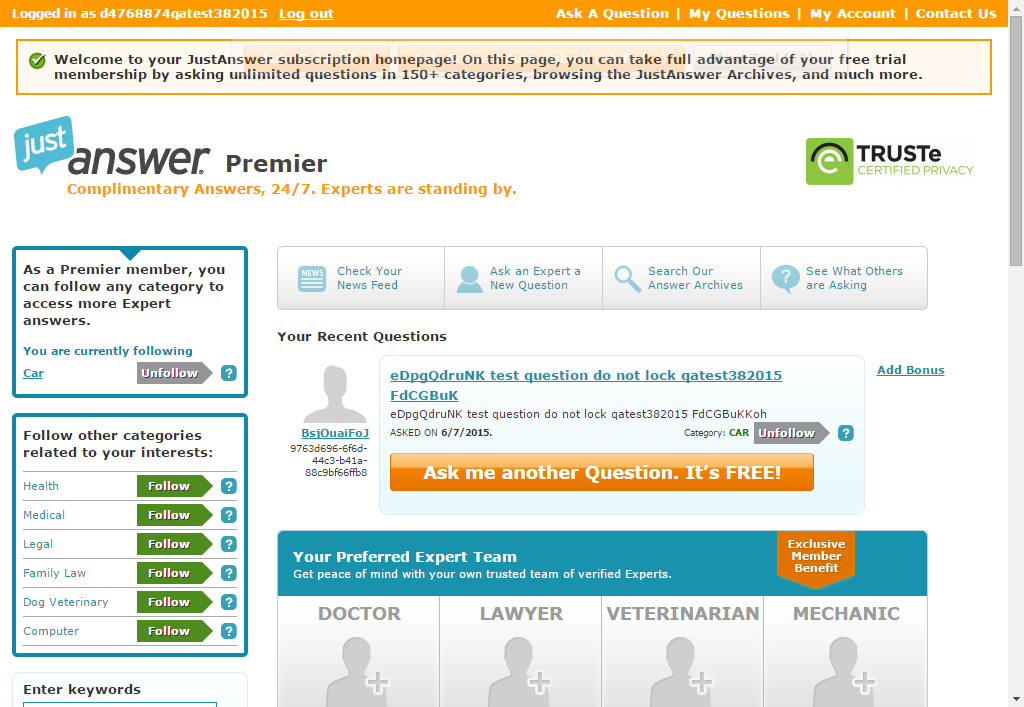 Logged in as d4768874qatest382015 Log out
Ask A Question | My Questions | My Account | Contact Us
Welcome to your JustAnswer subscription homepage! On this page, you can take full advantage of your free trial
membership by asking unlimited questions in 150+ categories, browsing the JustAnswer Archives, and much more.
just
answer. Premier
Complimentary Answers, 24/7. Experts are standing by.
TRUSTe
CERTIFIED PRIVACY
As a Premier member, you
can follow any category to
access more Expert
answers.
You are currently following
Car Unfollow ?
Follow other categories
related to your interests:
Health Follow ?
Medical Follow ?
Legal Follow ?
Family Law Follow ?
Dog Veterinary Follow ?
Computer Follow ?
Enter keywords
NEWS
Check Your
News Feed
Ask an Expert a
New Question
Search Our
Answer Archives
?
See What Others
are Asking
Your Recent Questions
BsjOuaiFoJ
9763d696-6f6d-
44c3-b41a-
88c9bf66ffb8
eDpgQdruNK test question do not lock qatest382015
FdCGBuK
eDpgQdruNK test question do not lock qatest382015 FdCGBuKKoh
ASKED ON 6/7/2015.
Category: CAR Unfollow ?
Ask me another Question. It's FREE!
Add Bonus
Your Preferred Expert Team
Get peace of mind with your own trusted team of verified Experts.
Exclusive
Member
Benefit
DOCTOR
LAWYER
VETERINARIAN
MECHANIC